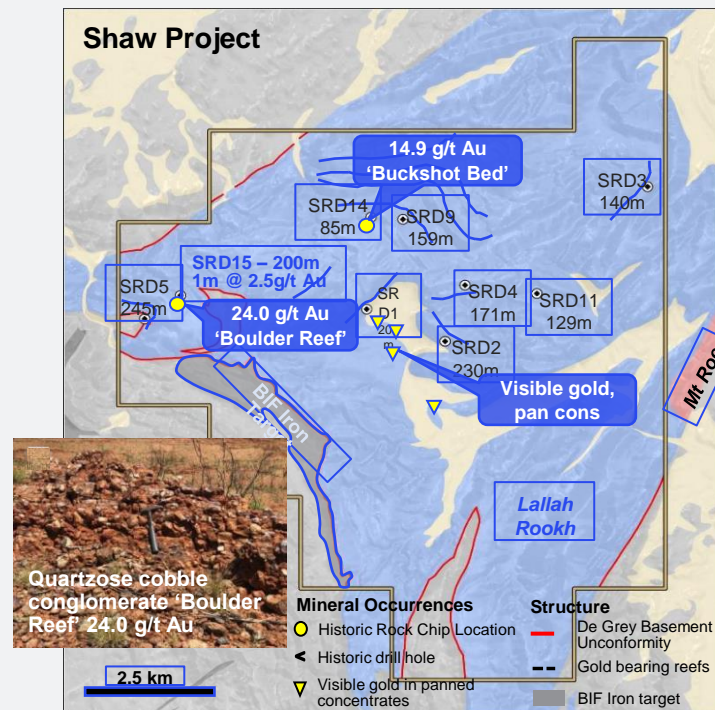 Shaw Project
14.9 g/t Au
‘Buckshot Bed’
SRD3
140m
SRD14
85m
SRD9
159m
SRD15 – 200m
1m @ 2.5g/t Au
SRD5
245m
24.0 g/t Au
‘Boulder Reef’
SR
D1
20
m
SRD4
171m
SRD11
129m
SRD2
230m
BIF Iron
Target
Visible gold,
pan cons
Mt Roo
Lallah
Rookh
Quartzose cobble
conglomerate ‘Boulder
Reef’ 24.0 g/t Au
2.5 km
Mineral Occurrences
Historic Rock Chip Location
Historic drill hole
Visible gold in panned
concentrates
Structure
De Grey Basement
Unconformity
Gold bearing reefs
BIF Iron target